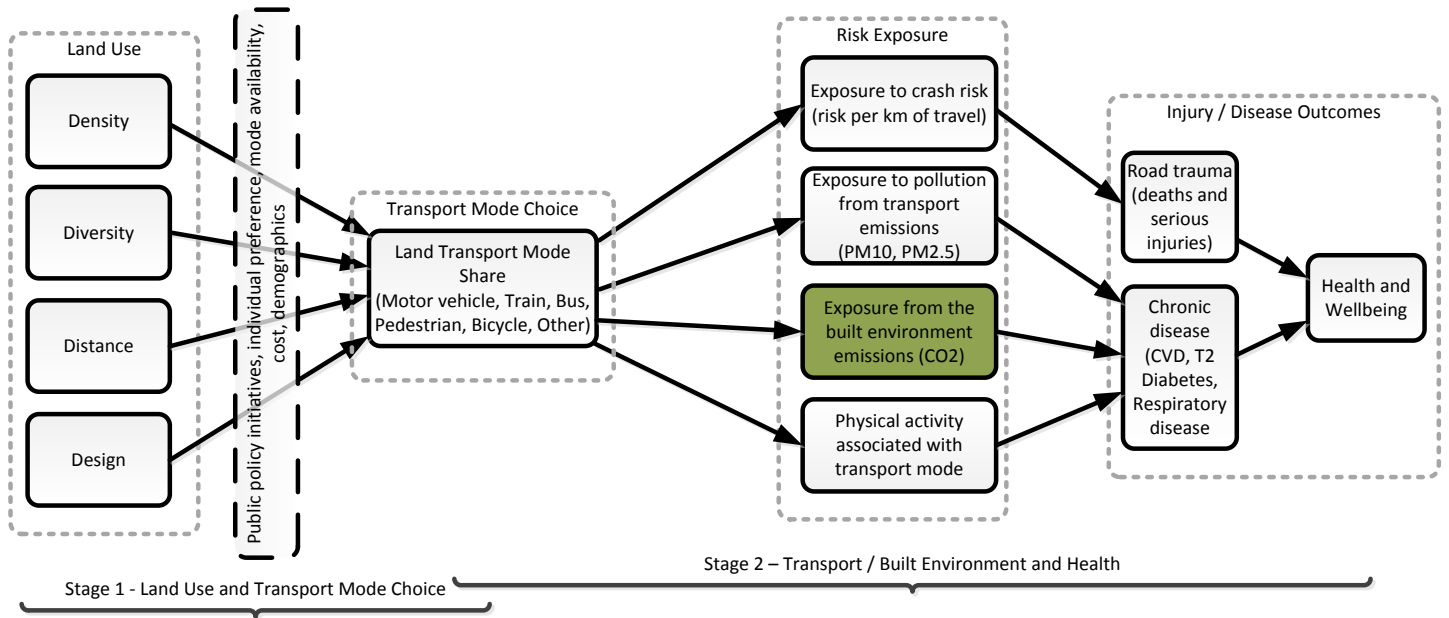 Land Use
Density
Diversity
Distance
Design
Public policy initiatives, individual preference, mode availability,
cost, demographics
Transport Mode Choice
Land Transport Mode
Share
(Motor vehicle, Train, Bus,
Pedestrian, Bicycle, Other)
Risk Exposure
Exposure to crash risk
(risk per km of travel)
Exposure to pollution
from transport
emissions
(PM10, PM2.5)
Exposure from the
built environment
emissions (CO2)
Physical activity
associated with
transport mode
Injury / Disease Outcomes
Road trauma
(deaths and
serious
injuries)
Chronic
disease
(CVD, T2
Diabetes,
Respiratory
disease
Health and
Wellbeing
Stage 2 – Transport / Built Environment and Health
Stage 1 - Land Use and Transport Mode Choice